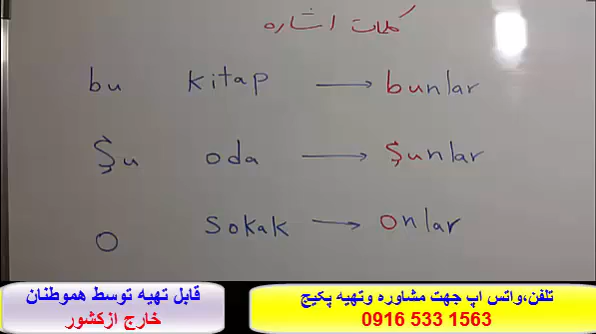 کلمات اشاره
bu kitap → bunlar
Şu oda → Şunlar
O sokak → onlar
تلفن،واتس اپ جهت مشاوره وتهیه پکیج
0916 533 1563
قابل تهیه توسط هموطنان
خارج ازکشور